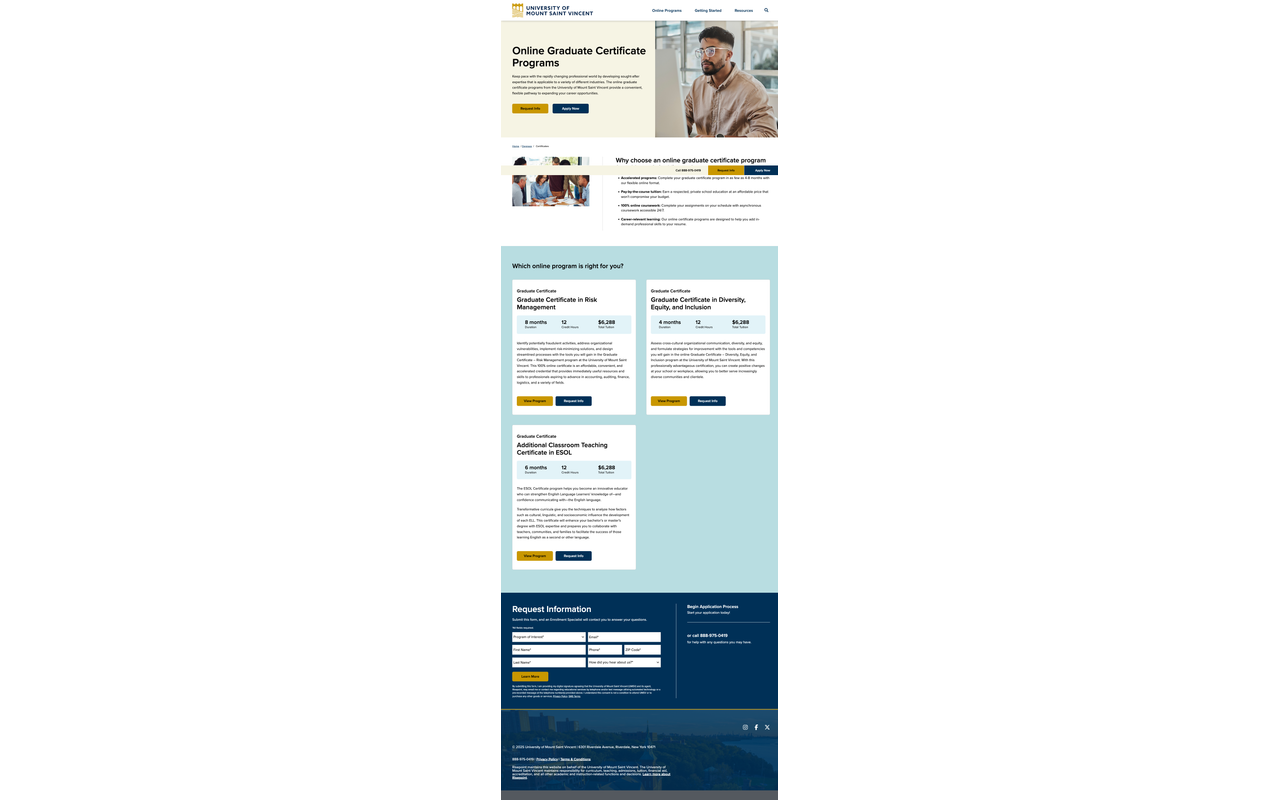 UNIVERSITY OF
MOUNT SAINT VINCENT
Online Programs
Getting Started
Resources
Online Graduate Certificate
Programs
Keep pace with the rapidly changing professional world by developing sought-after
expertise that is applicable to a variety of different industries. The online graduate
certificate programs from the University of Mount Saint Vincent provide a convenient,
flexible pathway to expanding your career opportunities.
Request Info
Apply Now
Home
Certificates
Why choose an online graduate certificate program
Call 888-975-0419
Request Info
Apply Now
• Accelerated programs: Complete your graduate certificate program in as few as 4-8 months with
our flexible online format.
• Pay-by-the-course tuition: Earn a respected, private school education at an affordable price that
won't compromise your budget.
• 100% online coursework: Complete your assignments on your schedule with asynchronous
coursework accessible 24/7.
• Career-relevant learning: Our online certificate programs are designed to help you add in-
demand professional skills to your resume.
Which online program is right for you?
Graduate Certificate
Graduate Certificate in Risk
Management
8 months
Duration
12
Credit Hours
$6,288
Total Tuition
Identify potentially fraudulent activities, address organizational
vulnerabilities, implement risk-minimizing solutions, and design
streamlined processes with the tools you will gain in the Graduate
Certificate – Risk Management program at the University of Mount Saint
Vincent. This 100% online certificate is an affordable, convenient, and
accelerated credential that provides immediately useful resources and
skills to professionals aspiring to advance in accounting, auditing, finance,
logistics, and a variety of fields.
View Program
Request Info
Graduate Certificate
Graduate Certificate in Diversity,
Equity, and Inclusion
4 months
Duration
12
Credit Hours
$6,288
Total Tuition
Assess cross-cultural organizational communication, diversity, and equity,
and formulate strategies for improvement with the tools and competencies
you will gain in the online Graduate Certificate – Diversity, Equity, and
Inclusion program at the University of Mount Saint Vincent. With this
professionally advantageous certification, you can create positive changes
at your school or workplace, allowing you to better serve increasingly
diverse communities and clients.
View Program
Request Info
Graduate Certificate
Additional Classroom Teaching
Certificate in ESOL
6 months
Duration
12
Credit Hours
$6,288
Total Tuition
The ESOL Certificate program helps you become an innovative educator
who can strengthen English Language Learners' knowledge of—and
confidence communicating with—the English language.
Transformative curricula give you the techniques to analyze how factors
such as cultural, linguistic, and socioeconomic influence the development
of each ELL. This certificate will enhance your bachelor's or master's
degree with ESOL expertise and prepares you to collaborate with
teachers, communities, and families to facilitate the success of those
learning English as a second or other language.
View Program
Request Info
Request Information
Submit this form, and an Enrollment Specialist will contact you to answer your questions.
*All fields required.
Program of Interest*
Email*
First Name*
Phone*
ZIP Code*
Last Name*
How did you hear about us?*
Learn More
Privacy Policy
Begin Application Process
Start your application today!
or call 888-975-0419
for help with any questions you may have.
© 2025 University of Mount Saint Vincent | 6301 Riverdale Avenue, Riverdale, New York 10471
888-975-0419 | Privacy Policy | Terms & Conditions
Risepoint maintains this website on behalf of the University of Mount Saint Vincent. The University of
Mount Saint Vincent maintains responsibility for curriculum, teaching, admissions, tuition, financial aid,
accreditation, and all other academic and instruction-related functions and decisions. Learn more about
Risepoint.